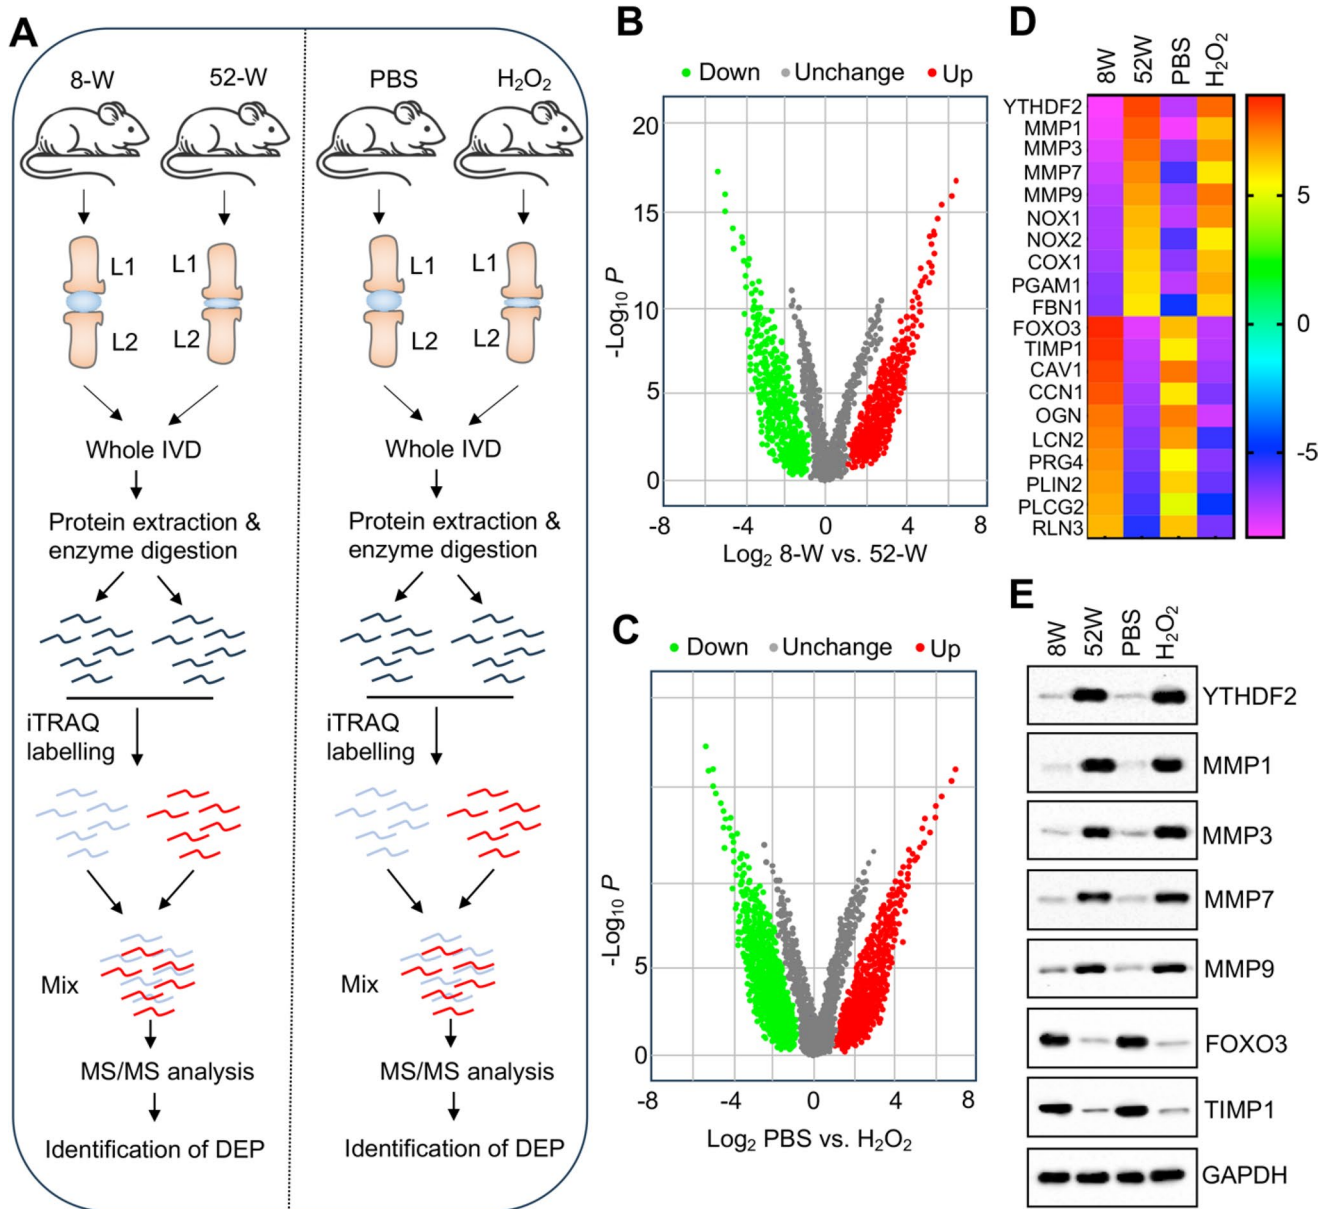 A
8-W
52-W
PBS
H₂O₂
L1
L1
L1
L1
L2
L2
L2
L2
Whole IVD
Whole IVD
Protein extraction &
enzyme digestion
Protein extraction &
enzyme digestion
iTRAQ
labelling
iTRAQ
labelling
Mix
Mix
MS/MS analysis
MS/MS analysis
Identification of DEP
Identification of DEP
B
Down Unchange Up
20
15
10
5
0
-Log₁₀ P
-8 -4 0 4 8
Log₂ 8-W vs. 52-W
C
Down Unchange Up
5
0
-Log₁₀ P
-8 -4 0 4 8
Log₂ PBS vs. H₂O₂
D
8W
52W
PBS
H₂O₂
YTHDF2
MMP1
MMP3
MMP7
MMP9
NOX1
NOX2
COX1
PGAM1
FBN1
FOXO3
TIMP1
CAV1
CCN1
OGN
LCN2
PRG4
PLIN2
PLCG2
RLN3
5
0
-5
E
8W
52W
PBS
H₂O₂
YTHDF2
MMP1
MMP3
MMP7
MMP9
FOXO3
TIMP1
GAPDH